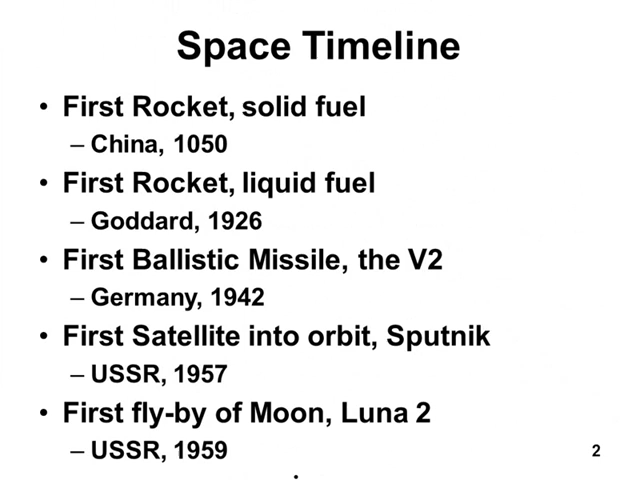 Space Timeline
• First Rocket, solid fuel
– China, 1050
• First Rocket, liquid fuel
– Goddard, 1926
• First Ballistic Missile, the V2
– Germany, 1942
• First Satellite into orbit, Sputnik
– USSR, 1957
• First fly-by of Moon, Luna 2
– USSR, 1959
2